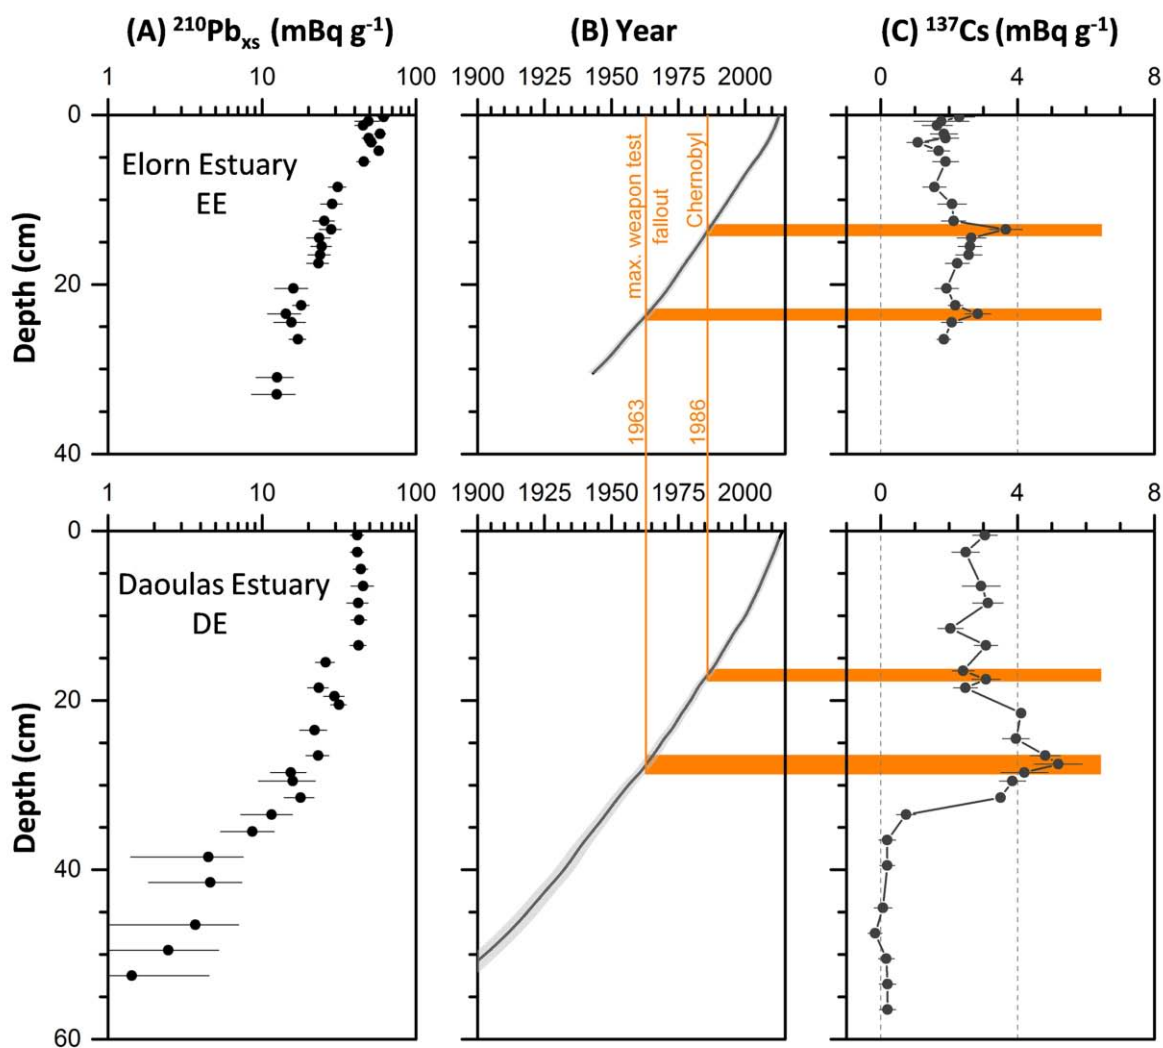 (A) ²¹⁰Pbₓₛ (mBq g⁻¹)
(B) Year
(C) ¹³⁷Cs (mBq g⁻¹)
1 10 100
1900 1925 1950 1975 2000
0 4 8
0
20
40
Depth (cm)
Elorn Estuary
EE
max. weapon test
fallout
Chernobyl
1963
1986
1 10 100
1900 1925 1950 1975 2000
0 4 8
0
20
40
60
Depth (cm)
Daoulas Estuary
DE